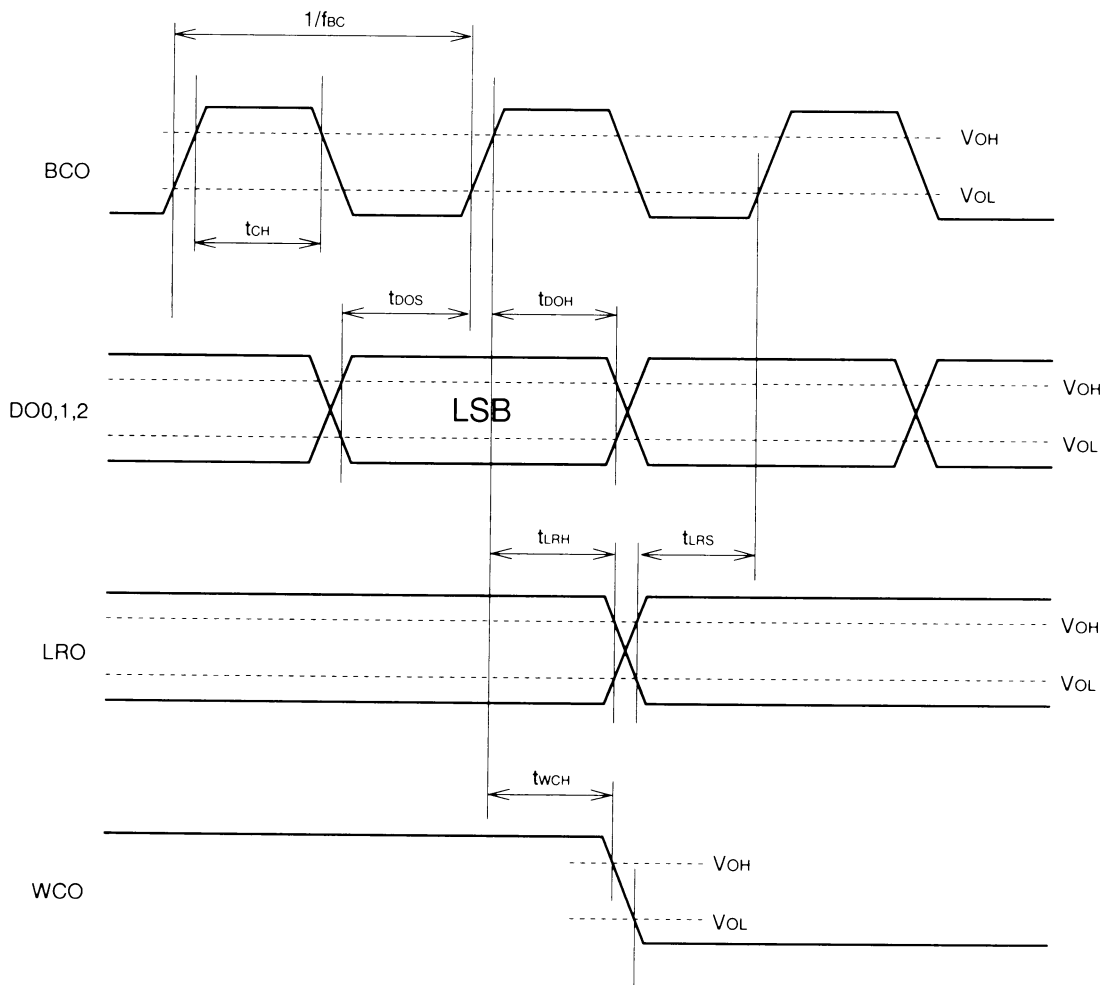 1/fBC
BCO
VOH
VOL
tCH
tDOS
tDOH
DO0,1,2
LSB
VOH
VOL
tLRH
tLRS
LRO
VOH
VOL
tWCH
WCO
VOH
VOL